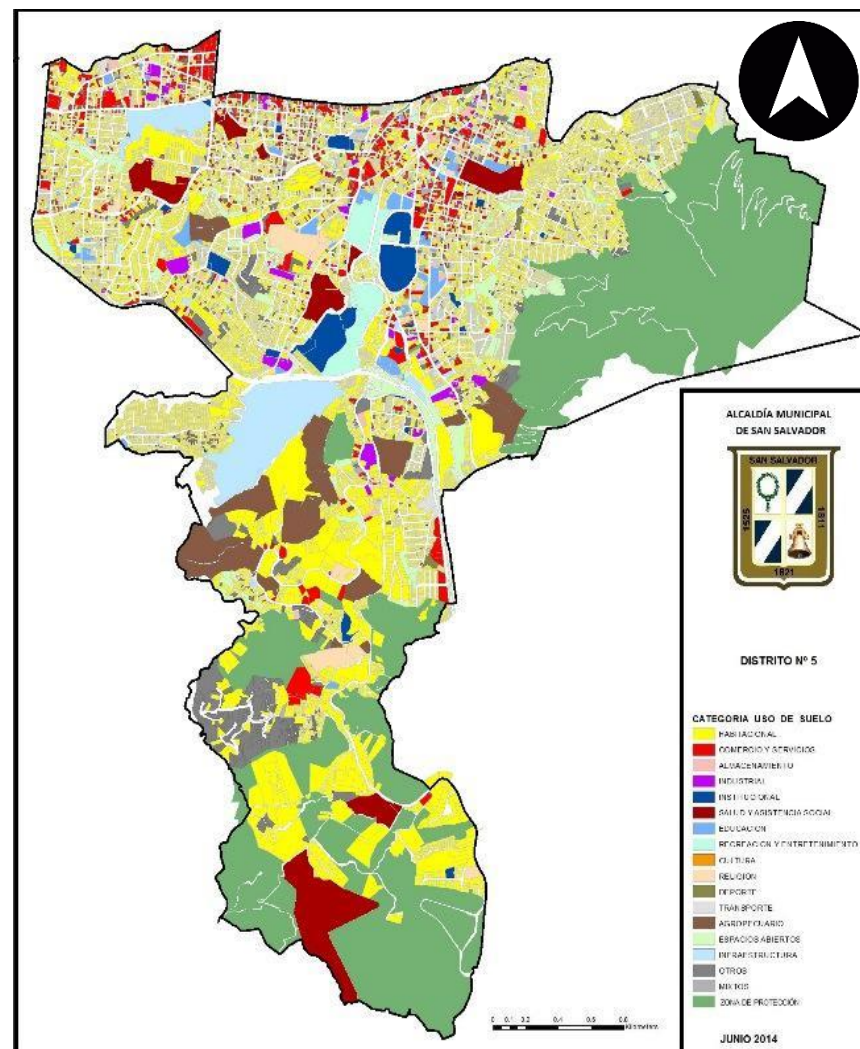 ALCALDÍA MUNICIPAL
DE SAN SALVADOR
SAN SALVADOR
1525
1811
1821
DISTRITO Nº 5
CATEGORIA USO DE SUELO
HABITACIONAL
COMERCIO Y SERVICIOS
ALMACENAMIENTO
INDUSTRIAL
INSTITUCIONAL
SALUD Y ASISTENCIA SOCIAL
EDUCACION
RECREACION Y ENTRETENIMIENTO
CULTURA
RELIGIÓN
DEPORTE
TRANSPORTE
AGROPECUARIO
ESPACIOS ABIERTOS
INFRAESTRUCTURA
OTROS
MIXTOS
ZONA DE PROTECCIÓN
Kilometers
JUNIO 2014